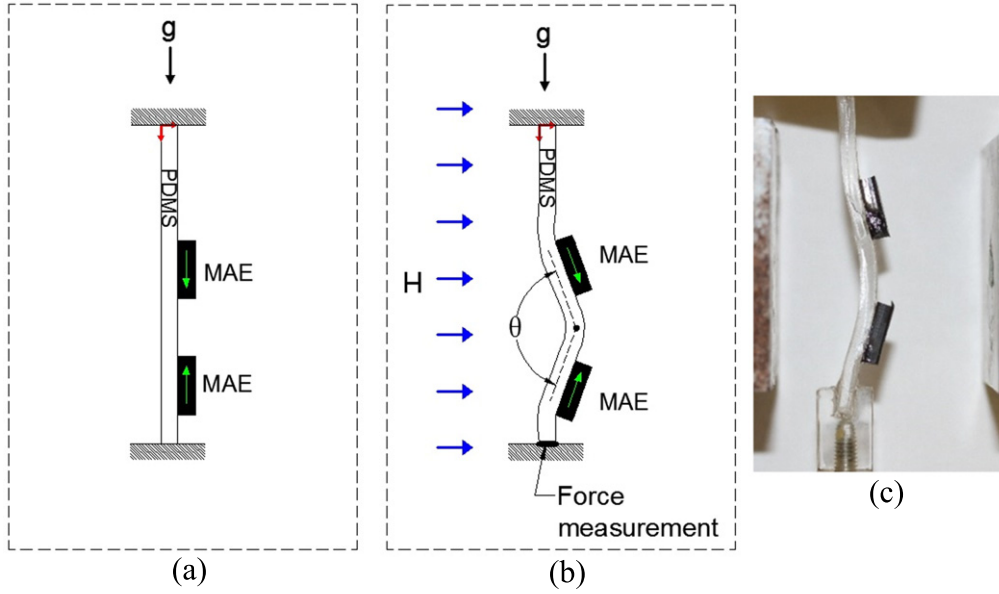 g
PDMS
MAE
MAE
(a)
g
H
PDMS
MAE
θ
MAE
Force
measurement
(b)
(c)